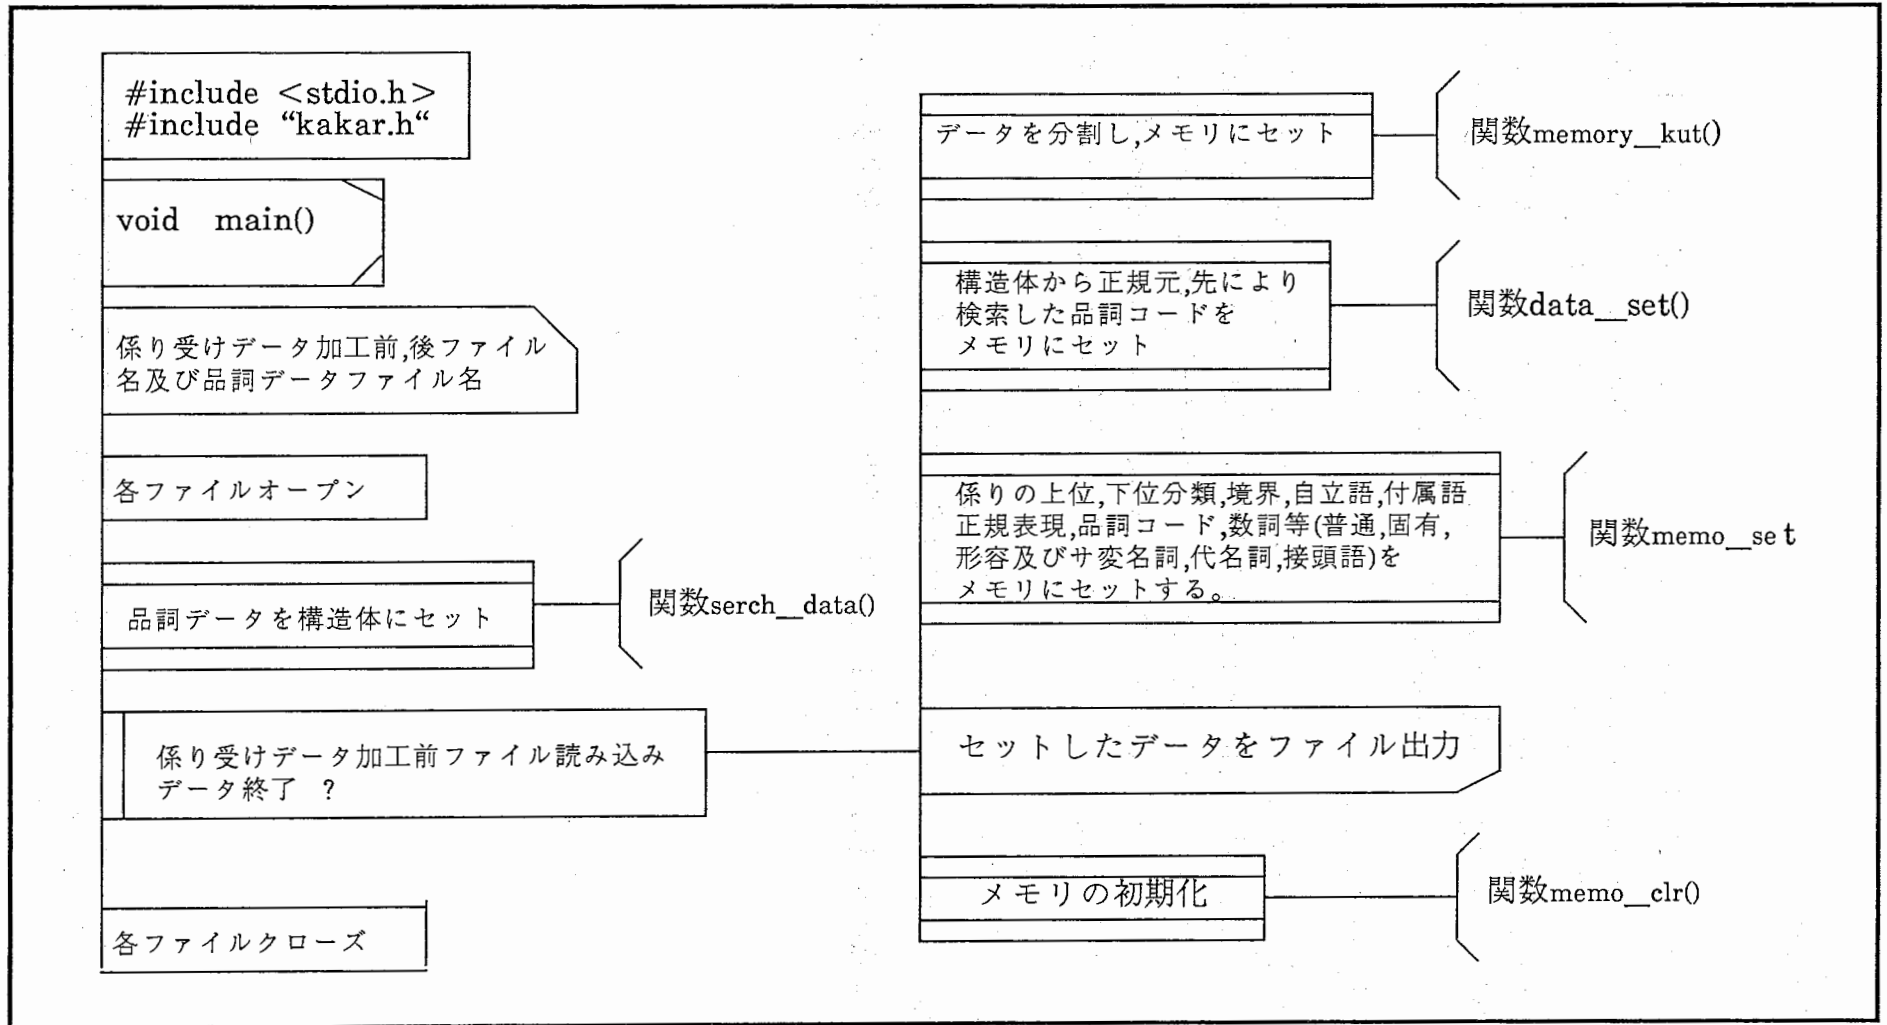 #include <stdio.h>
#include “kakar.h“
void main()
係り受けデータ加工前,後ファイル
名及び品詞データファイル名
各ファイルオープン
品詞データを構造体にセット
関数serch__data()
係り受けデータ加工前ファイル読み込み
データ終了 ?
各ファイルクローズ
データを分割し,メモリにセット
関数memory__kut()
構造体から正規元,先により
検索した品詞コードを
メモリにセット
関数data__set()
係りの上位,下位分類,境界,自立語,付属語
正規表現,品詞コード,数詞等(普通,固有,
形容及びサ変名詞,代名詞,接頭語)を
メモリにセットする。
関数memo__set
セットしたデータをファイル出力
メモリの初期化
関数memo__clr()